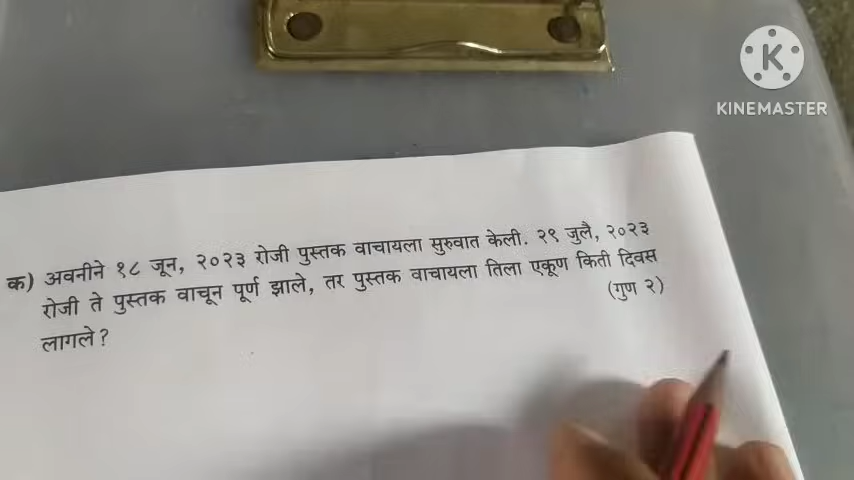 KINEMASTER
क) अवनीने १८ जून, २०२३ रोजी पुस्तक वाचायला सुरुवात केली. २९ जुलै, २०२३
रोजी ते पुस्तक वाचून पूर्ण झाले, तर पुस्तक वाचायला तिला एकूण किती दिवस
लागले?
(गुण २)